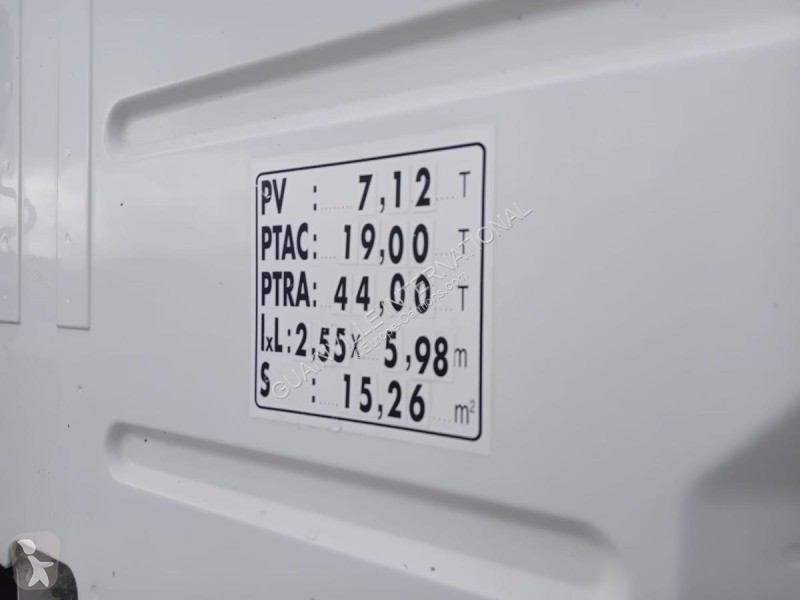 PV : 7,12 T
PTAC: 19,00 T
PTRA: 44,00 T
lxL: 2,55 x 5,98 m
S : 15,26 m²